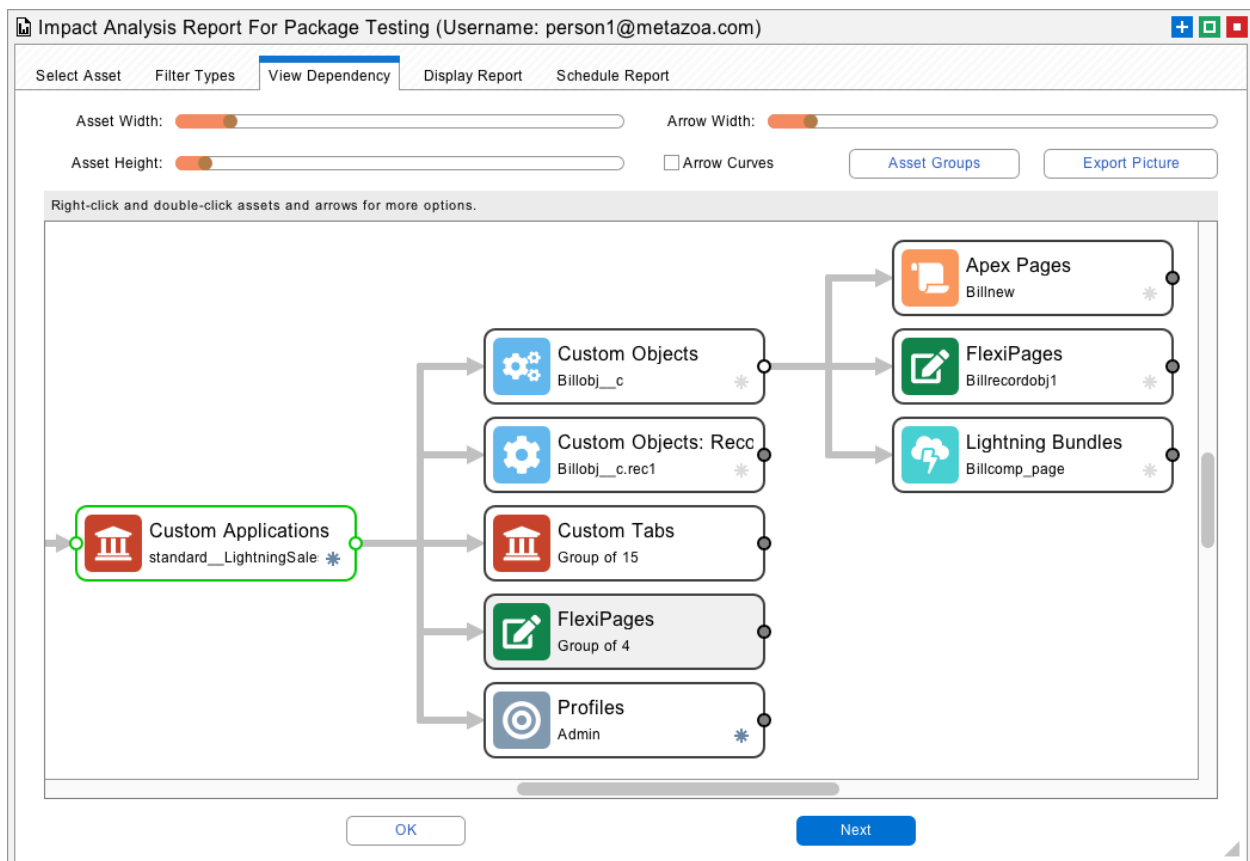 Impact Analysis Report For Package Testing (Username: person1@metazoa.com)
Select Asset
Filter Types
View Dependency
Display Report
Schedule Report
Asset Width:
Arrow Width:
Asset Height:
Arrow Curves
Asset Groups
Export Picture
Right-click and double-click assets and arrows for more options.
Apex Pages
Billnew
Custom Objects
Billobj__c
FlexiPages
Billrecordobj1
Custom Objects: Reco
Billobj__c.rec1
Lightning Bundles
Billcomp_page
Custom Applications
standard__LightningSale
Custom Tabs
Group of 15
FlexiPages
Group of 4
Profiles
Admin
OK
Next